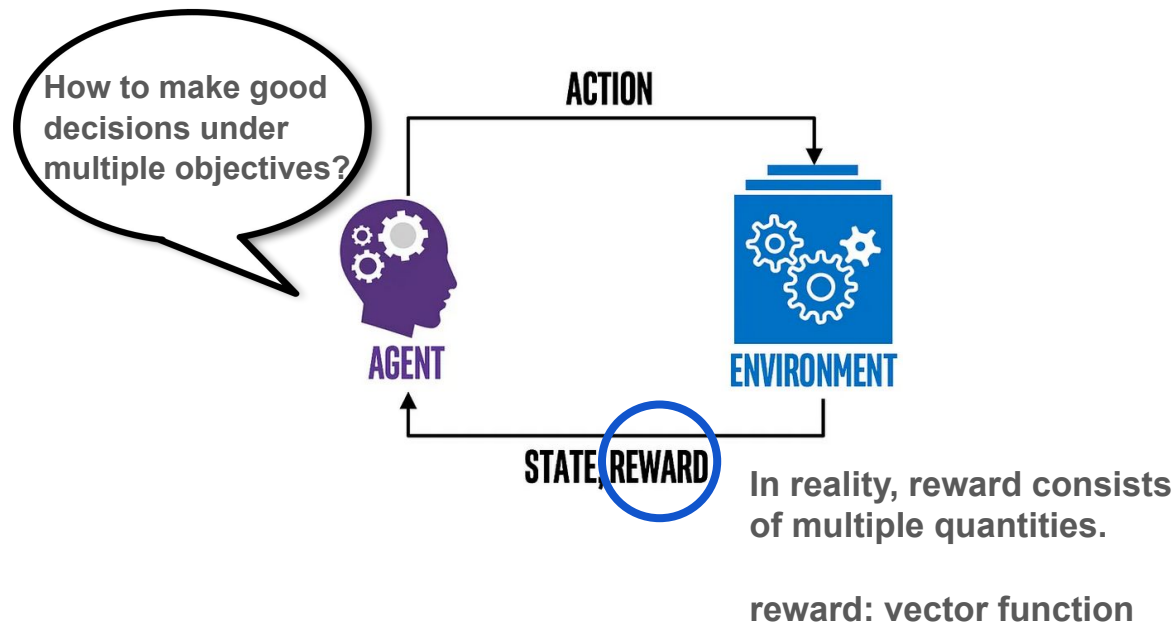 How to make good
decisions under
multiple objectives?
ACTION
AGENT
ENVIRONMENT
STATE, REWARD
In reality, reward consists
of multiple quantities.
reward: vector function